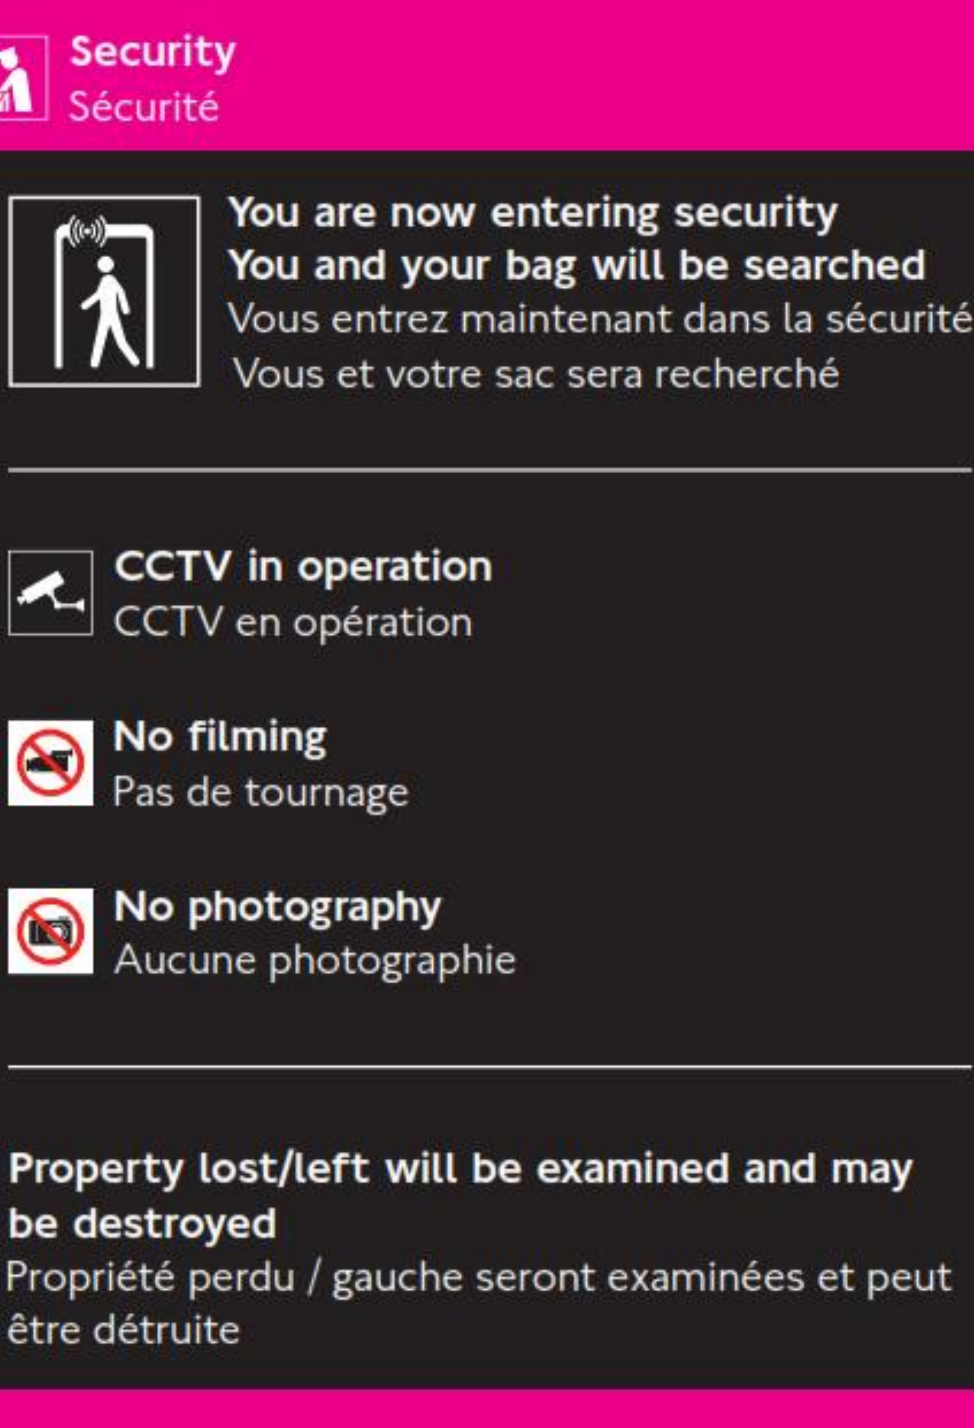 Security
Sécurité
You are now entering security
You and your bag will be searched
Vous entrez maintenant dans la sécurité
Vous et votre sac sera recherché
CCTV in operation
CCTV en opération
No filming
Pas de tournage
No photography
Aucune photographie
Property lost/left will be examined and may
be destroyed
Propriété perdu / gauche seront examinées et peut
être détruite